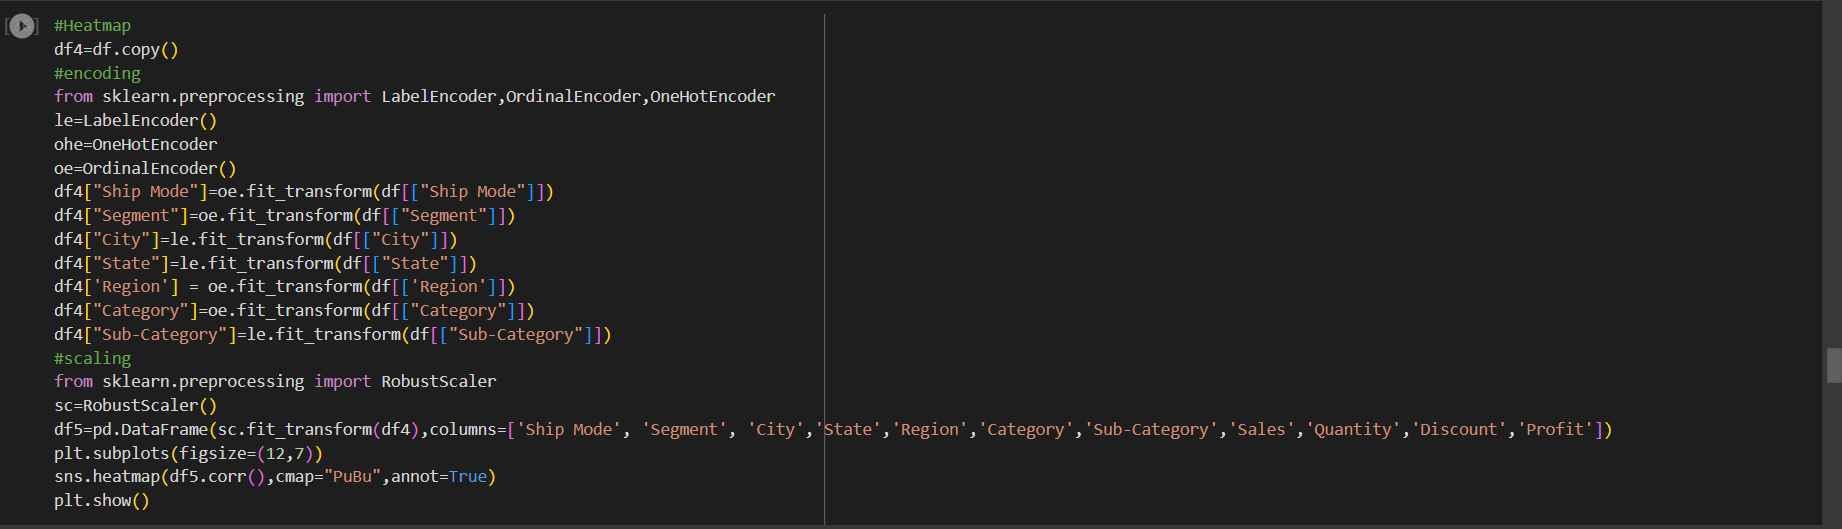 #Heatmap
df4=df.copy()
#encoding
from sklearn.preprocessing import LabelEncoder,OrdinalEncoder,OneHotEncoder
le=LabelEncoder()
ohe=OneHotEncoder
oe=OrdinalEncoder()
df4["Ship Mode"]=oe.fit_transform(df[["Ship Mode"]])
df4["Segment"]=oe.fit_transform(df[["Segment"]])
df4["City"]=le.fit_transform(df[["City"]])
df4["State"]=le.fit_transform(df[["State"]])
df4['Region'] = oe.fit_transform(df[['Region']])
df4["Category"]=oe.fit_transform(df[["Category"]])
df4["Sub-Category"]=le.fit_transform(df[["Sub-Category"]])
#scaling
from sklearn.preprocessing import RobustScaler
sc=RobustScaler()
df5=pd.DataFrame(sc.fit_transform(df4),columns=['Ship Mode', 'Segment', 'City','State','Region','Category','Sub-Category','Sales','Quantity','Discount','Profit'])
plt.subplots(figsize=(12,7))
sns.heatmap(df5.corr(),cmap="PuBu",annot=True)
plt.show()